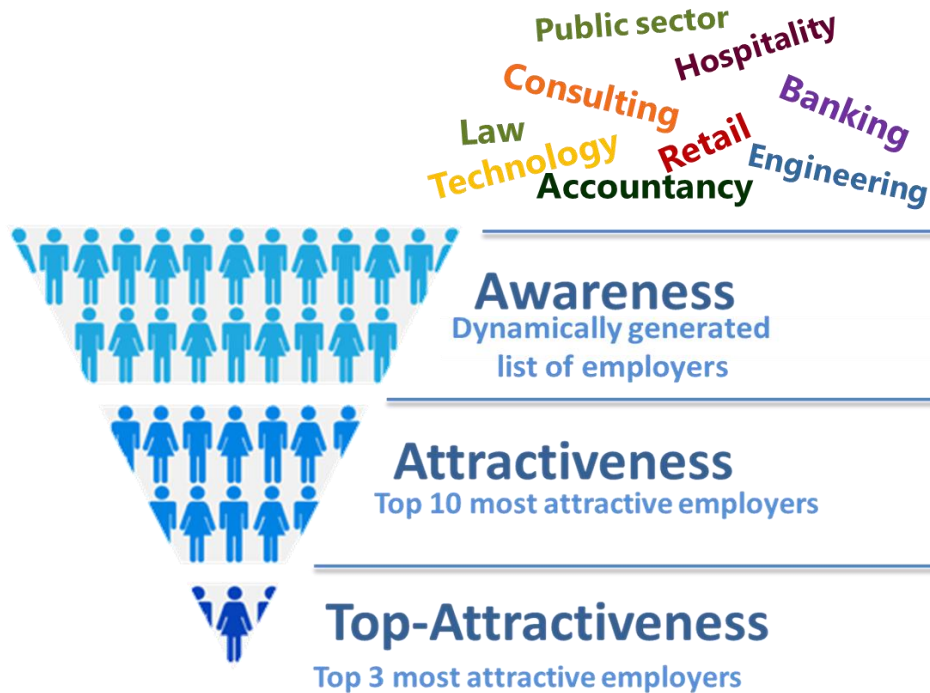 Public sector
Hospitality
Consulting
Banking
Law
Retail
Technology
Engineering
Accountancy
Awareness
Dynamically generated
list of employers
Attractiveness
Top 10 most attractive employers
Top-Attractiveness
Top 3 most attractive employers